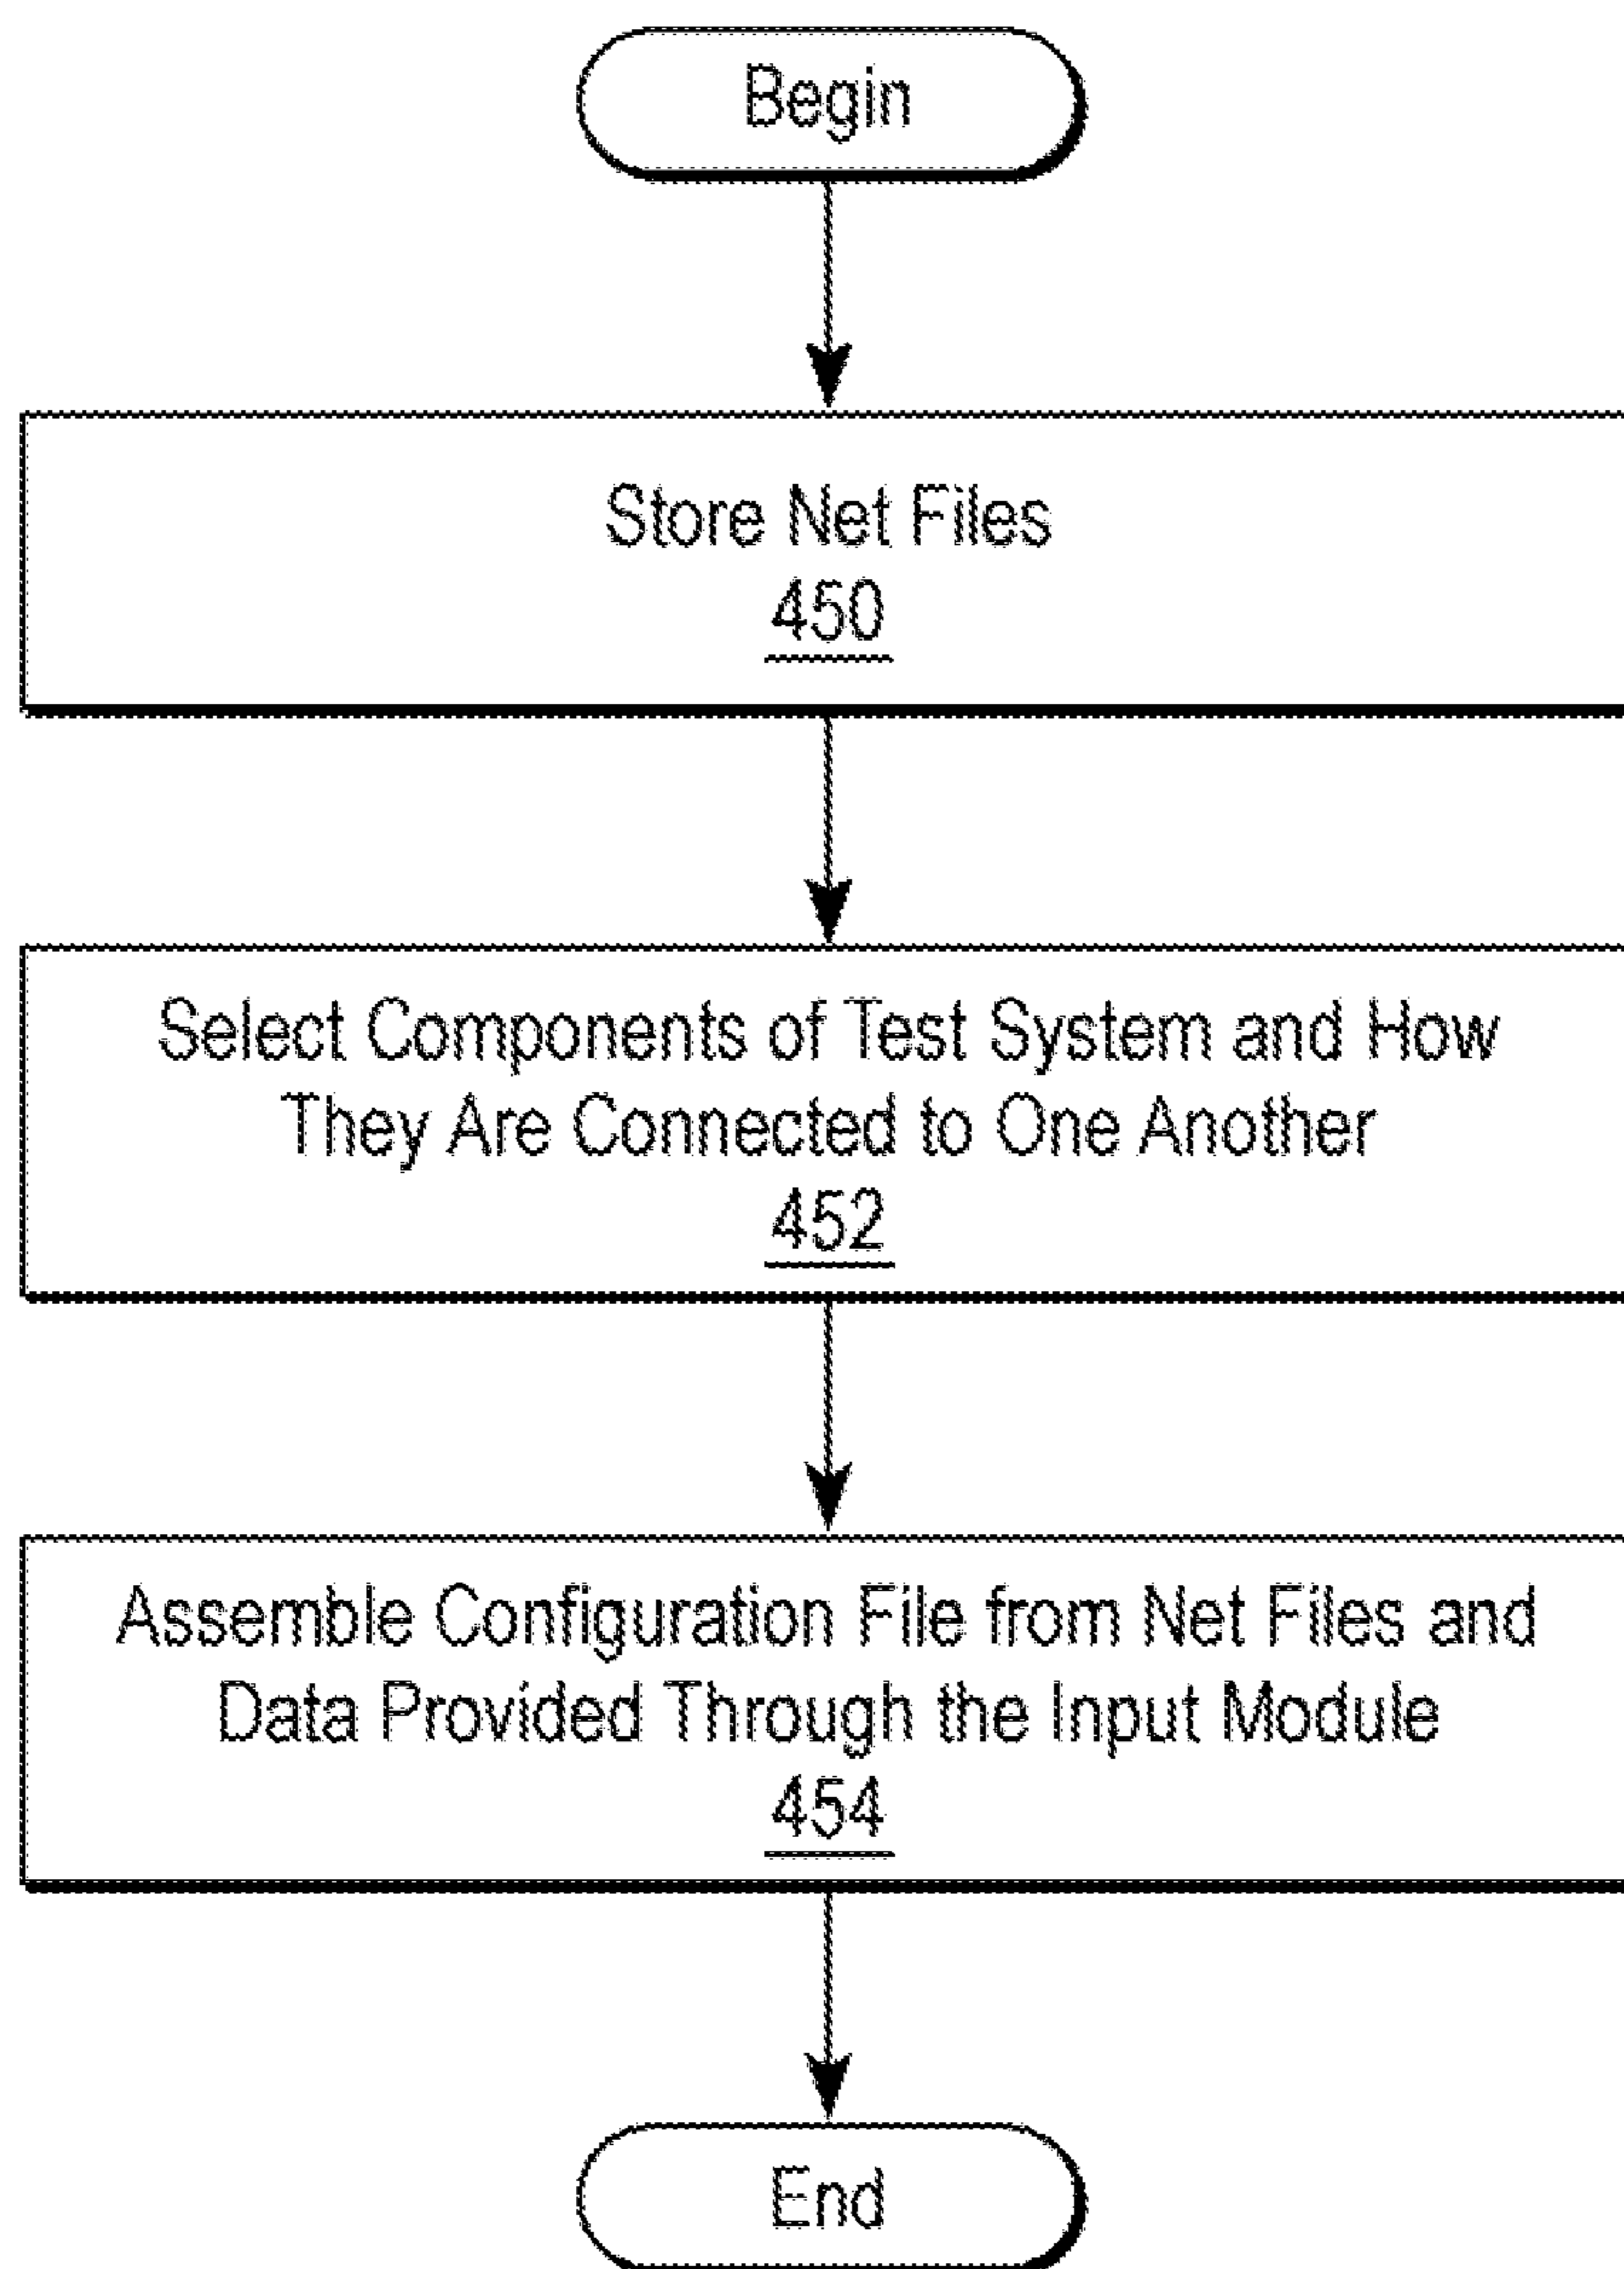 Begin
Store Net Files
450
Select Components of Test System and How
They Are Connected to One Another
452
Assemble Configuration File from Net Files and
Data Provided Through the Input Module
454
End